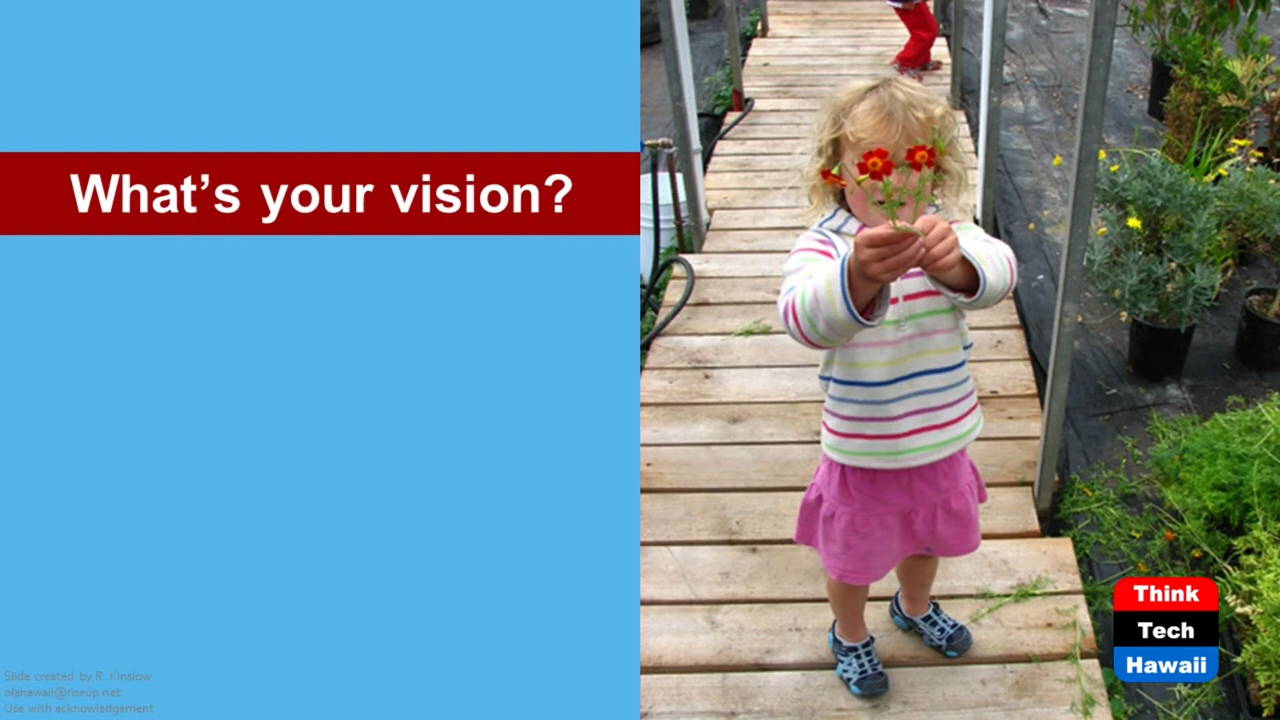 What’s your vision?
Think
Tech
Hawaii
Slide created by R. Kinslow
olahawaii@riseup.net
Use with acknowledgement